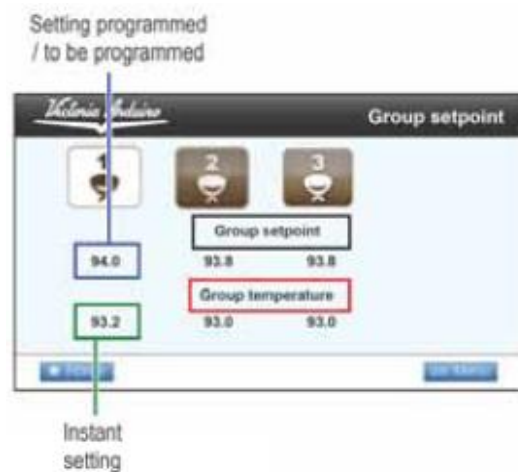 Setting programmed
/ to be programmed
Victoria Arduino
Group setpoint
1 2 3
Group setpoint
94.0 93.8 93.8
Group temperature
93.2 93.0 93.0
Instant
setting